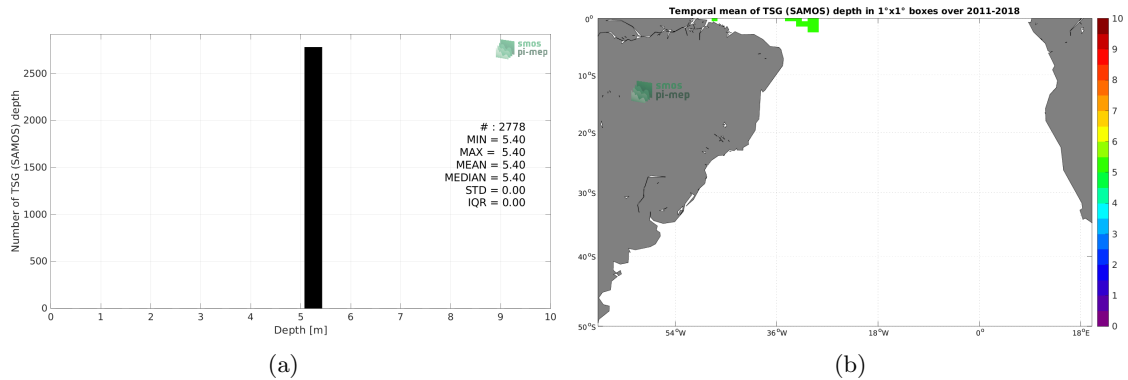 smos
pi-mep
2500
2000
1500
1000
500
0
Number of TSG (SAMOS) depth
# : 2778
MIN = 5.40
MAX = 5.40
MEAN = 5.40
MEDIAN = 5.40
STD = 0.00
IQR = 0.00
0 1 2 3 4 5 6 7 8 9 10
Depth [m]
(a)
Temporal mean of TSG (SAMOS) depth in 1°x1° boxes over 2011-2018
0°
10°S
20°S
30°S
40°S
50°S
smos
pi-mep
54°W 36°W 18°W 0° 18°E
10
9
8
7
6
5
4
3
2
1
0
(b)